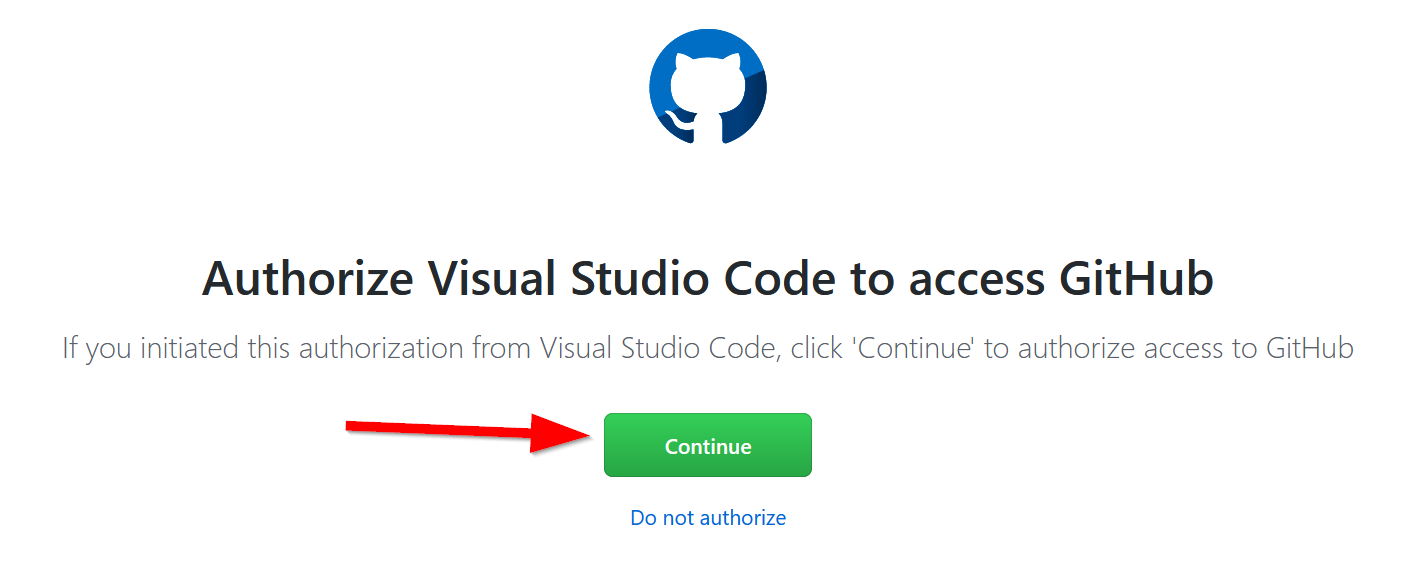 Authorize Visual Studio Code to access GitHub
If you initiated this authorization from Visual Studio Code, click 'Continue' to authorize access to GitHub
Continue
Do not authorize